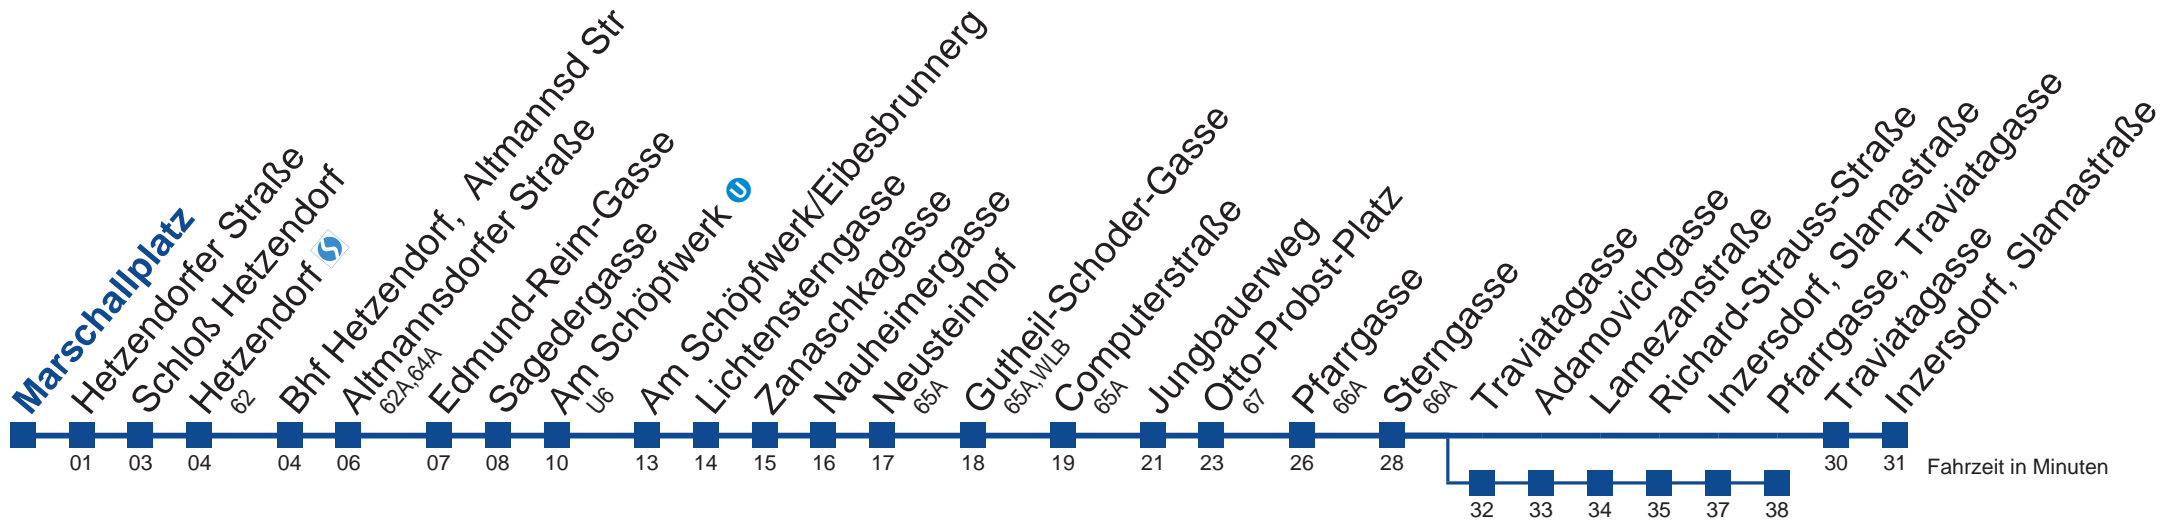 Marschallplatz
Hetzendorfer Straße
Schloß Hetzendorf
Hetzendorf
62
Bhf Hetzendorf, Altmannsd Str
Altmannsdorfer Straße
62A,64A
Edmund-Reim-Gasse
Sagedergasse
Am Schöpfwerk U
U6
Am Schöpfwerk/Eibesbrunnerg
Lichtensterngasse
Zanaschkagasse
Nauheimergasse
Neusteinhof
65A
Gutheil-Schoder-Gasse
65A,WLB
Computerstraße
65A
Jungbauerweg
Otto-Probst-Platz
67
Pfarrgasse
66A
Sterngasse
66A
Traviatagasse
Adamovichgasse
Lamezanstraße
Richard-Strauss-Straße
Inzersdorf, Slamastraße
Pfarrgasse, Traviatagasse
Traviatagasse
Inzersdorf, Slamastraße
01 03 04 04 06 07 08 10 13 14 15 16 17 18 19 21 23 26 28 30 31 Fahrzeit in Minuten
32 33 34 35 37 38